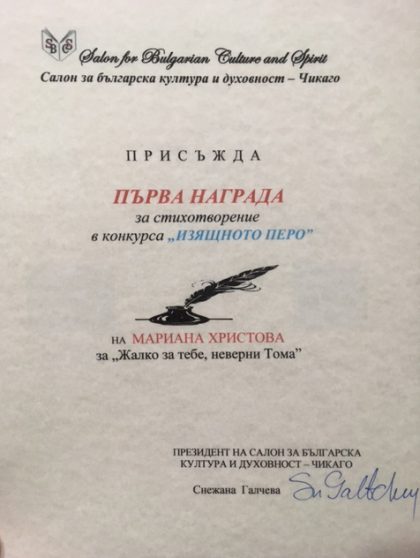 SBCS
Salon for Bulgarian Culture and Spirit
Салон за българска култура и духовност – Чикаго
ПРИСЪЖДА
ПЪРВА НАГРАДА
за стихотворение
в конкурса „ИЗЯЩНОТО ПЕРО”
на МАРИАНА ХРИСТОВА
за „Жалко за тебе, неверни Тома”
ПРЕЗИДЕНТ НА САЛОН ЗА БЪЛГАРСКА
КУЛТУРА И ДУХОВНОСТ – ЧИКАГО
Снежана Галчева